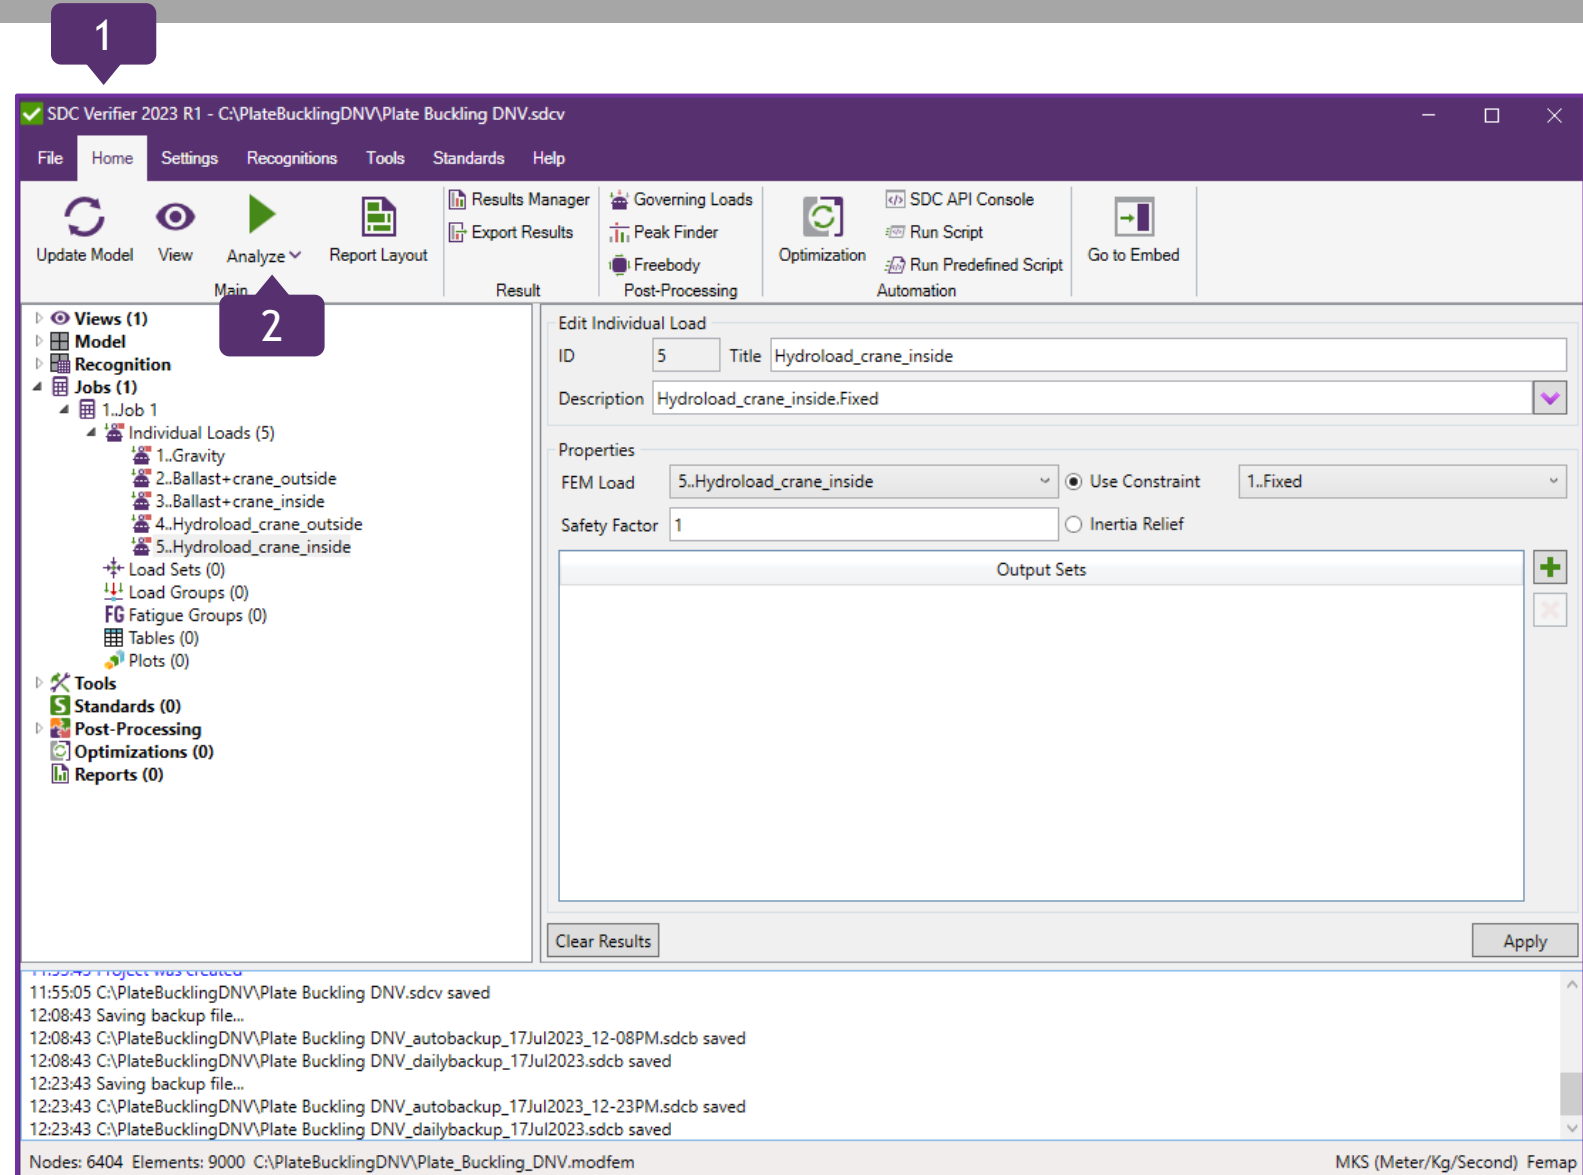 1
SDC Verifier 2023 R1 - C:\PlateBucklingDNV\Plate Buckling DNV.sdcv
File Home Settings Recognitions Tools Standards Help
Update Model View Analyze Report Layout
Main
Results Manager
Export Results
Result
Governing Loads
Peak Finder
Freebody
Post-Processing
Optimization
SDC API Console
Run Script
Run Predefined Script
Automation
Go to Embed
2
Views (1)
Model
Recognition
Jobs (1)
1..Job 1
Individual Loads (5)
1..Gravity
2..Ballast+crane_outside
3..Ballast+crane_inside
4..Hydroload_crane_outside
5..Hydroload_crane_inside
Load Sets (0)
Load Groups (0)
FG Fatigue Groups (0)
Tables (0)
Plots (0)
Tools
S Standards (0)
Post-Processing
Optimizations (0)
Reports (0)
Edit Individual Load
ID 5 Title Hydroload_crane_inside
Description Hydroload_crane_inside.Fixed
Properties
FEM Load 5..Hydroload_crane_inside Use Constraint 1..Fixed
Safety Factor 1 Inertia Relief
Output Sets
Clear Results Apply
11:55:43 Project was created
11:55:05 C:\PlateBucklingDNV\Plate Buckling DNV.sdcv saved
12:08:43 Saving backup file...
12:08:43 C:\PlateBucklingDNV\Plate Buckling DNV_autobackup_17Jul2023_12-08PM.sdcb saved
12:08:43 C:\PlateBucklingDNV\Plate Buckling DNV_dailybackup_17Jul2023.sdcb saved
12:23:43 Saving backup file...
12:23:43 C:\PlateBucklingDNV\Plate Buckling DNV_autobackup_17Jul2023_12-23PM.sdcb saved
12:23:43 C:\PlateBucklingDNV\Plate Buckling DNV_dailybackup_17Jul2023.sdcb saved
Nodes: 6404 Elements: 9000 C:\PlateBucklingDNV\Plate_Buckling_DNV.modfem MKS (Meter/Kg/Second) Femap